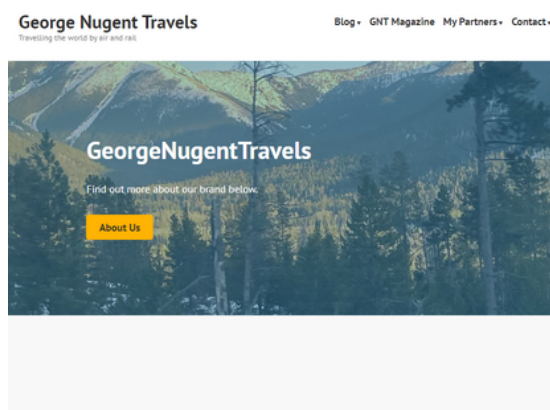 George Nugent Travels
Travelling the world by air and rail
Blog GNT Magazine My Partners Contact
GeorgeNugentTravels
Find out more about our brand below.
About Us